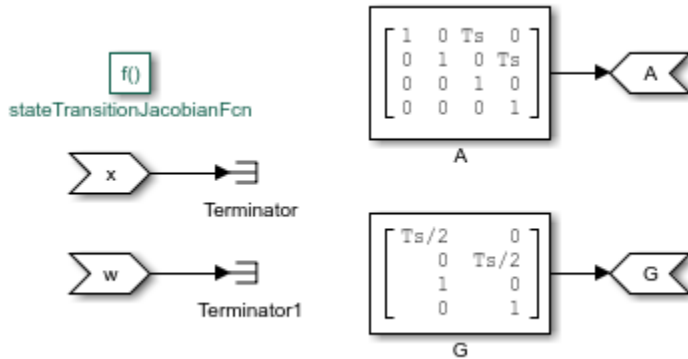 f()
stateTransitionJacobianFcn
x
Terminator
w
Terminator1
1 0 Ts 0
0 1 0 Ts
0 0 1 0
0 0 0 1
A
A
Ts/2 0
0 Ts/2
1 0
0 1
G
G